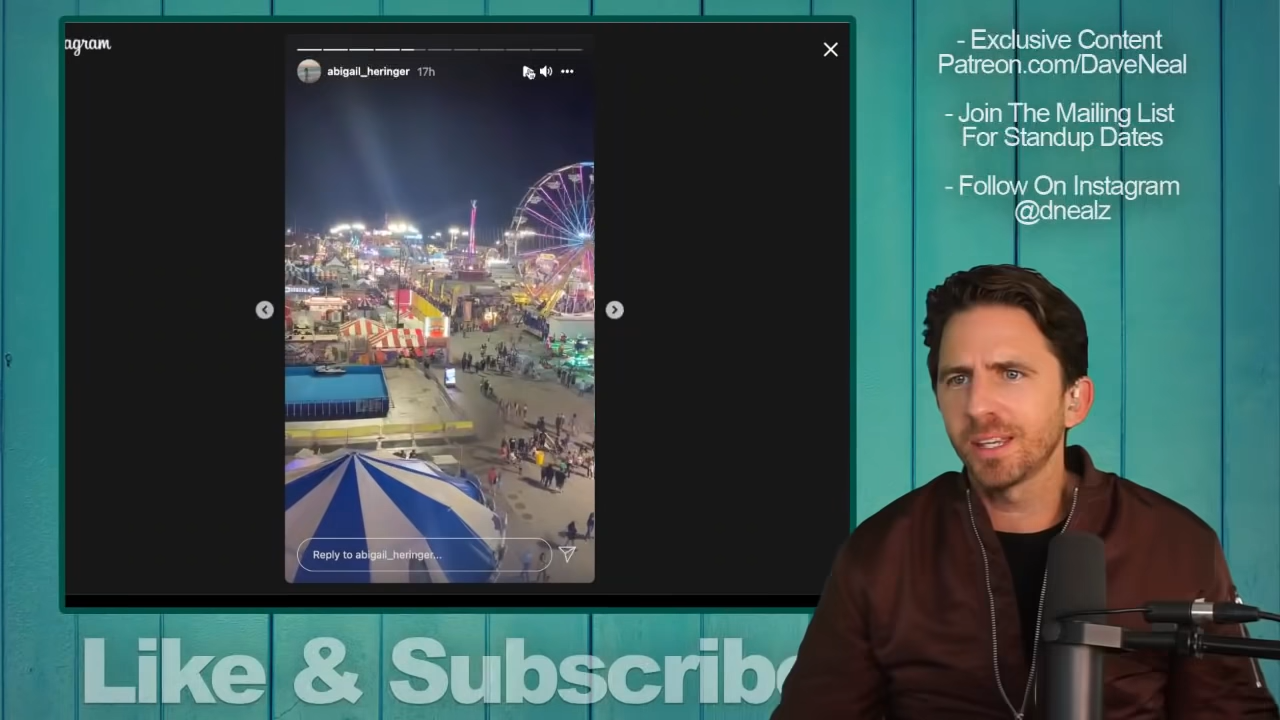 agram
abigail_heringer 17h
Reply to abigail_heringer...
- Exclusive Content
Patreon.com/DaveNeal
- Join The Mailing List
For Standup Dates
- Follow On Instagram
@dnealz
Like & Subscribe